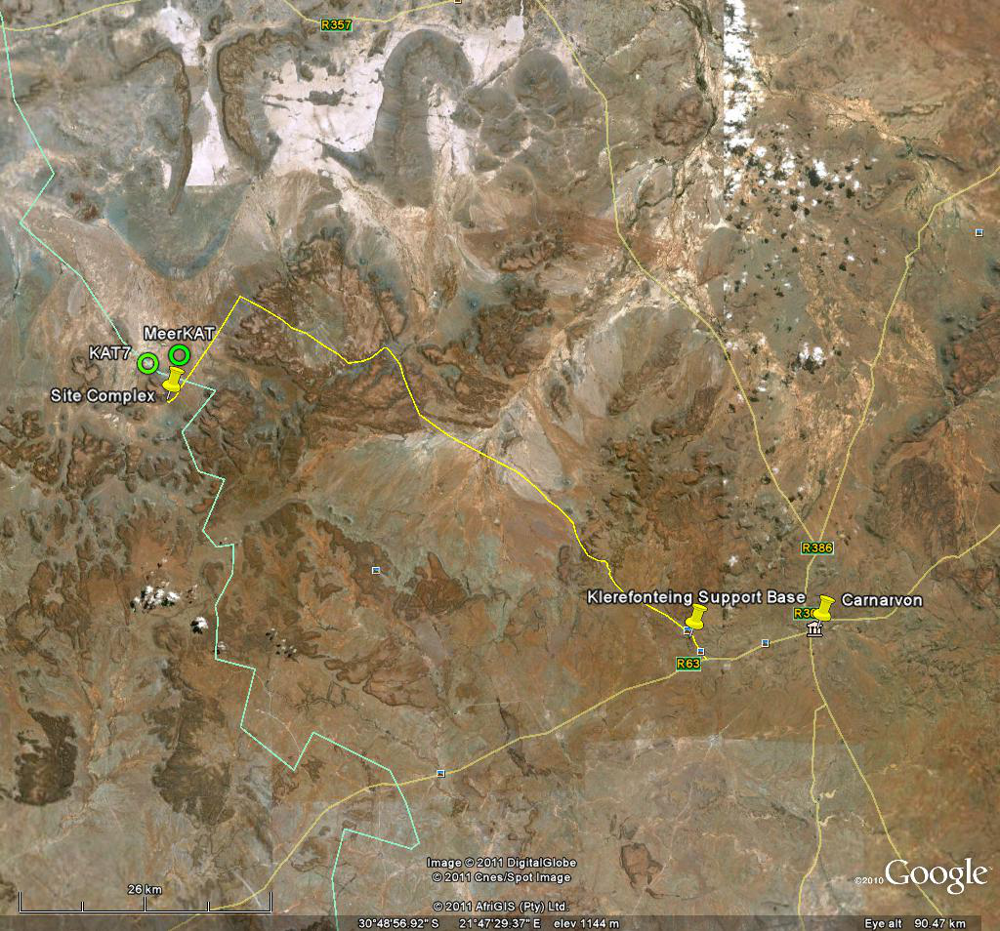 R357
MeerKAT
KAT7
Site Complex
R386
Klerefonteing Support Base
Carnarvon
R63
Image © 2011 DigitalGlobe
© 2011 Cnes/Spot Image
©2010 Google™
26 km
© 2011 AfriGIS (Pty) Ltd.
30°48'56.92" S 21°47'29.37" E elev 1144 m
Eye alt 90.47 km